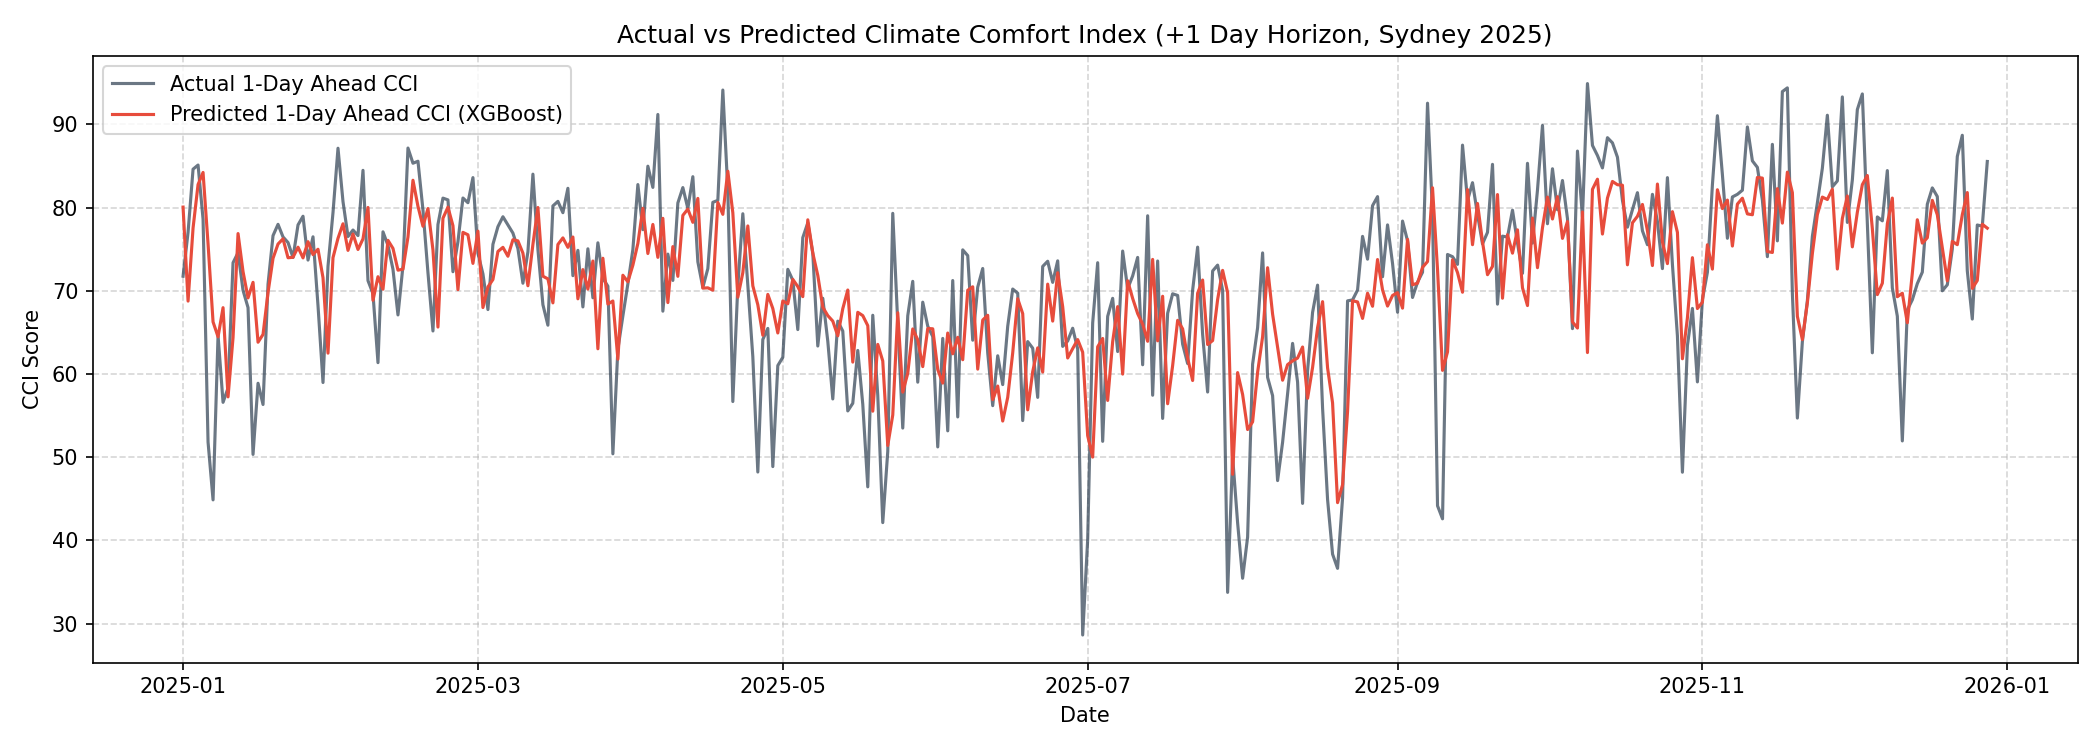 Actual vs Predicted Climate Comfort Index (+1 Day Horizon, Sydney 2025)
Actual 1-Day Ahead CCI
Predicted 1-Day Ahead CCI (XGBoost)
CCI Score
90
80
70
60
50
40
30
2025-01
2025-03
2025-05
2025-07
2025-09
2025-11
2026-01
Date